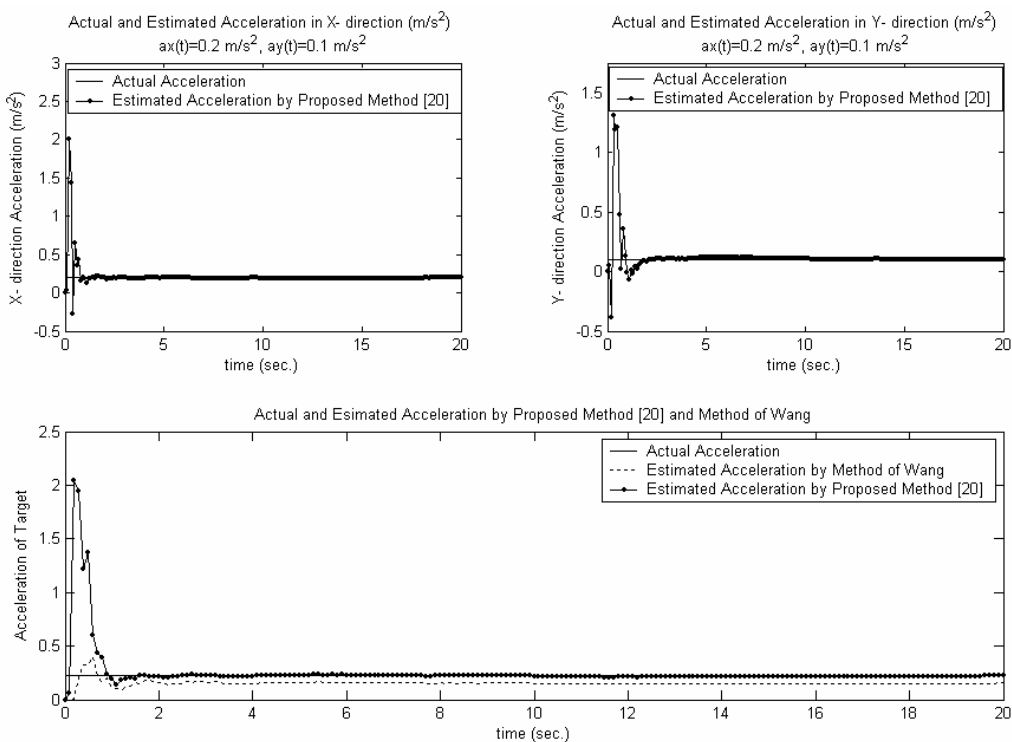 Actual and Estimated Acceleration in X- direction (m/s²)
ax(t)=0.2 m/s², ay(t)=0.1 m/s²
3
2.5
2
1.5
1
0.5
0
-0.5
X- direction Acceleration (m/s²)
Actual Acceleration
Estimated Acceleration by Proposed Method [20]
0 5 10 15 20
time (sec.)
Actual and Estimated Acceleration in Y- direction (m/s²)
ax(t)=0.2 m/s², ay(t)=0.1 m/s²
1.5
1
0.5
0
-0.5
Y- direction Acceleration (m/s²)
Actual Acceleration
Estimated Acceleration by Proposed Method [20]
0 5 10 15 20
time (sec.)
Actual and Esimated Acceleration by Proposed Method [20] and Method of Wang
2.5
2
1.5
1
0.5
0
Acceleration of Target
Actual Acceleration
Estimated Acceleration by Method of Wang
Estimated Acceleration by Proposed Method [20]
0 2 4 6 8 10 12 14 16 18 20
time (sec.)